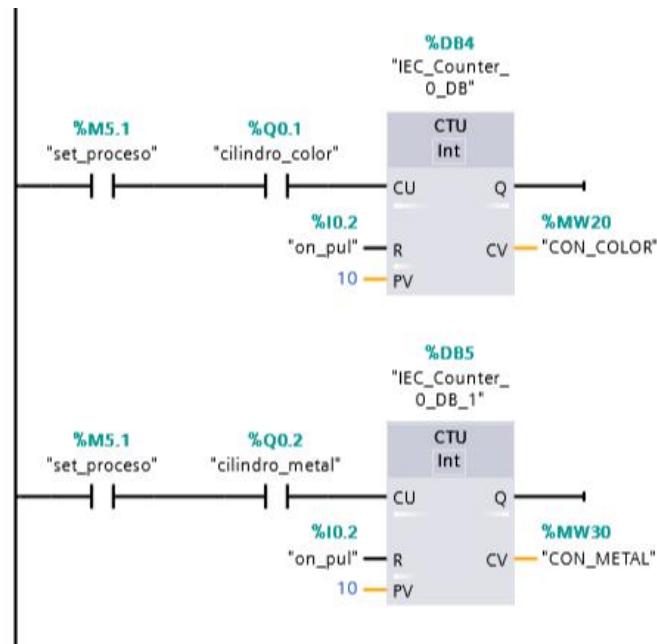 %DB4
"IEC_Counter_
0_DB"
%M5.1
%Q0.1
CTU
"set_proceso"
"cilindro_color"
Int
CU
Q
%I0.2
%MW20
"on_pul"
R
CV
"CON_COLOR"
10
PV
%DB5
"IEC_Counter_
0_DB_1"
%M5.1
%Q0.2
CTU
"set_proceso"
"cilindro_metal"
Int
CU
Q
%I0.2
%MW30
"on_pul"
R
CV
"CON_METAL"
10
PV